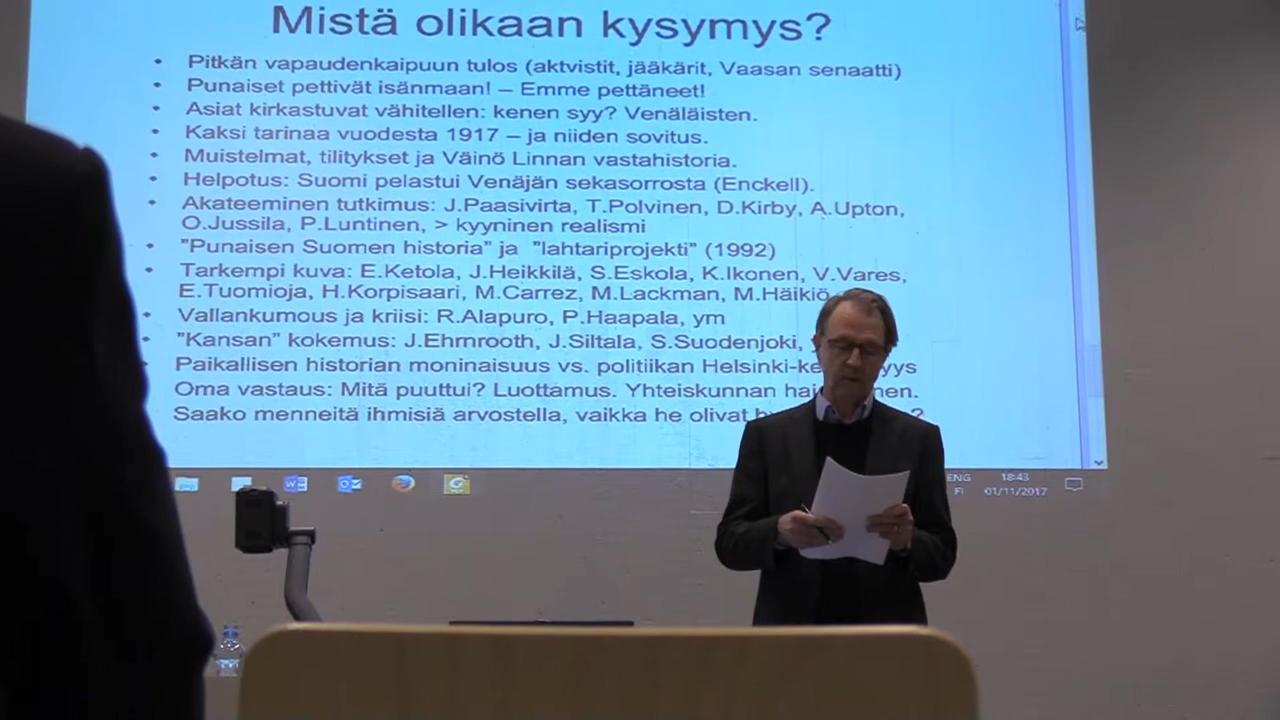 Mistä olikaan kysymys?
• Pitkän vapaudenkaipuun tulos (aktvistit, jääkärit, Vaasan senaatti)
• Punaiset pettivät isänmaan! – Emme pettäneet!
• Asiat kirkastuvat vähitellen: kenen syy? Venäläisten.
• Kaksi tarinaa vuodesta 1917 – ja niiden sovitus.
• Muistelmat, tilitykset ja Väinö Linnan vastahistoria.
• Helpotus: Suomi pelastui Venäjän sekasorrosta (Enckell).
• Akateeminen tutkimus: J.Paasivirta, T.Polvinen, D.Kirby, A.Upton,
O.Jussila, P.Luntinen, > kyyninen realismi
• "Punaisen Suomen historia" ja "lahtariprojekti" (1992)
• Tarkempi kuva: E.Ketola, J.Heikkilä, S.Eskola, K.Ikonen, V.Vares,
E.Tuomioja, H.Korpisaari, M.Carrez, M.Lackman, M.Häikiö
• Vallankumous ja kriisi: R.Alapuro, P.Haapala, ym
• "Kansan" kokemus: J.Ehrnrooth, J.Siltala, S.Suodenjoki,
Paikallisen historian moninaisuus vs. politiikan Helsinki-
Oma vastaus: Mitä puuttui? Luottamus. Yhteiskunnan
Saako menneitä ihmisiä arvostella, vaikka he olivat
ENG 18:43
FI 01/11/2017